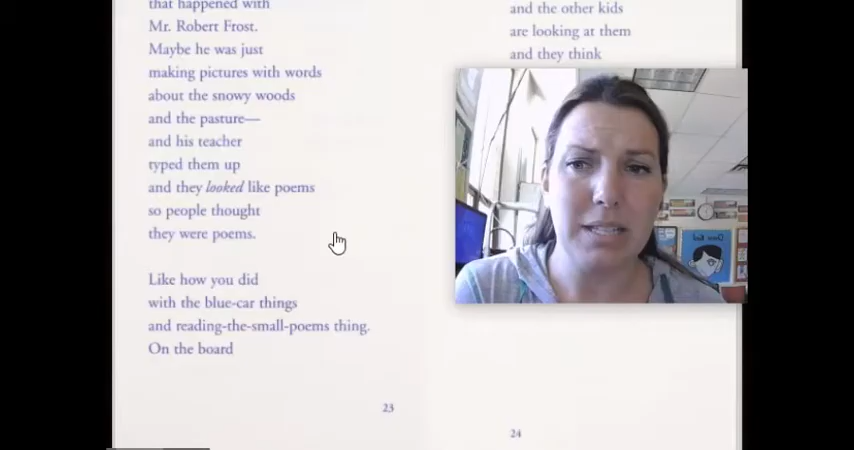 that happened with
Mr. Robert Frost.
Maybe he was just
making pictures with words
about the snowy woods
and the pasture—
and his teacher
typed them up
and they looked like poems
so people thought
they were poems.
Like how you did
with the blue-car things
and reading-the-small-poems thing.
On the board
23
and the other kids
are looking at them
and they think
24